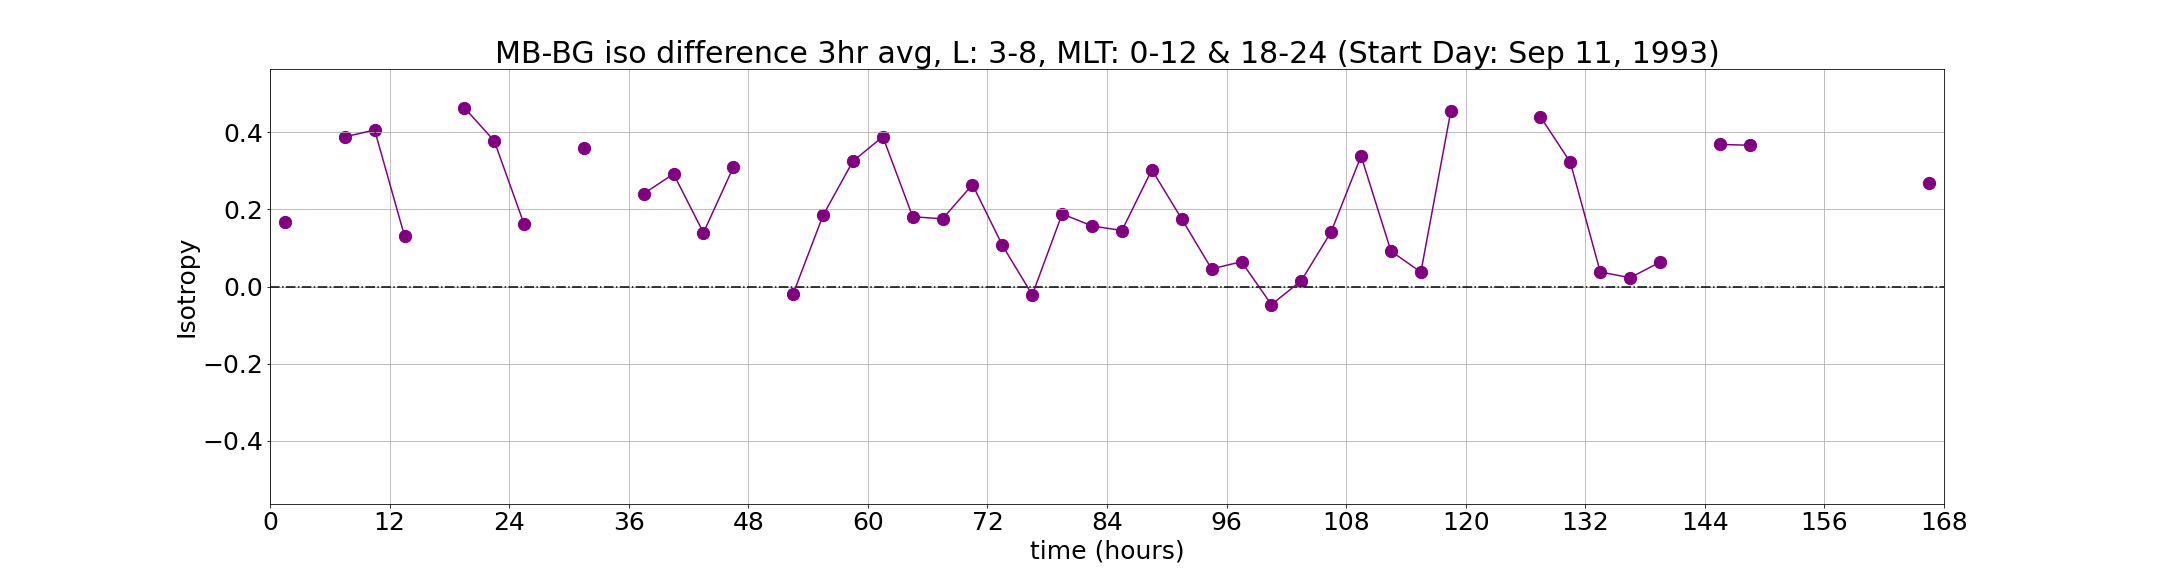 MB-BG iso difference 3hr avg, L: 3-8, MLT: 0-12 & 18-24 (Start Day: Sep 11, 1993)
Isotropy
0.4
0.2
0.0
−0.2
−0.4
0 12 24 36 48 60 72 84 96 108 120 132 144 156 168
time (hours)